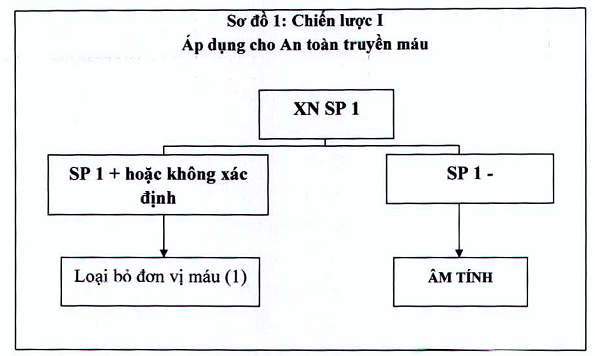 Sơ đồ 1: Chiến lược I
Áp dụng cho An toàn truyền máu
XN SP 1
SP 1 + hoặc không xác
định
SP 1 -
Loại bỏ đơn vị máu (1)
ÂM TÍNH